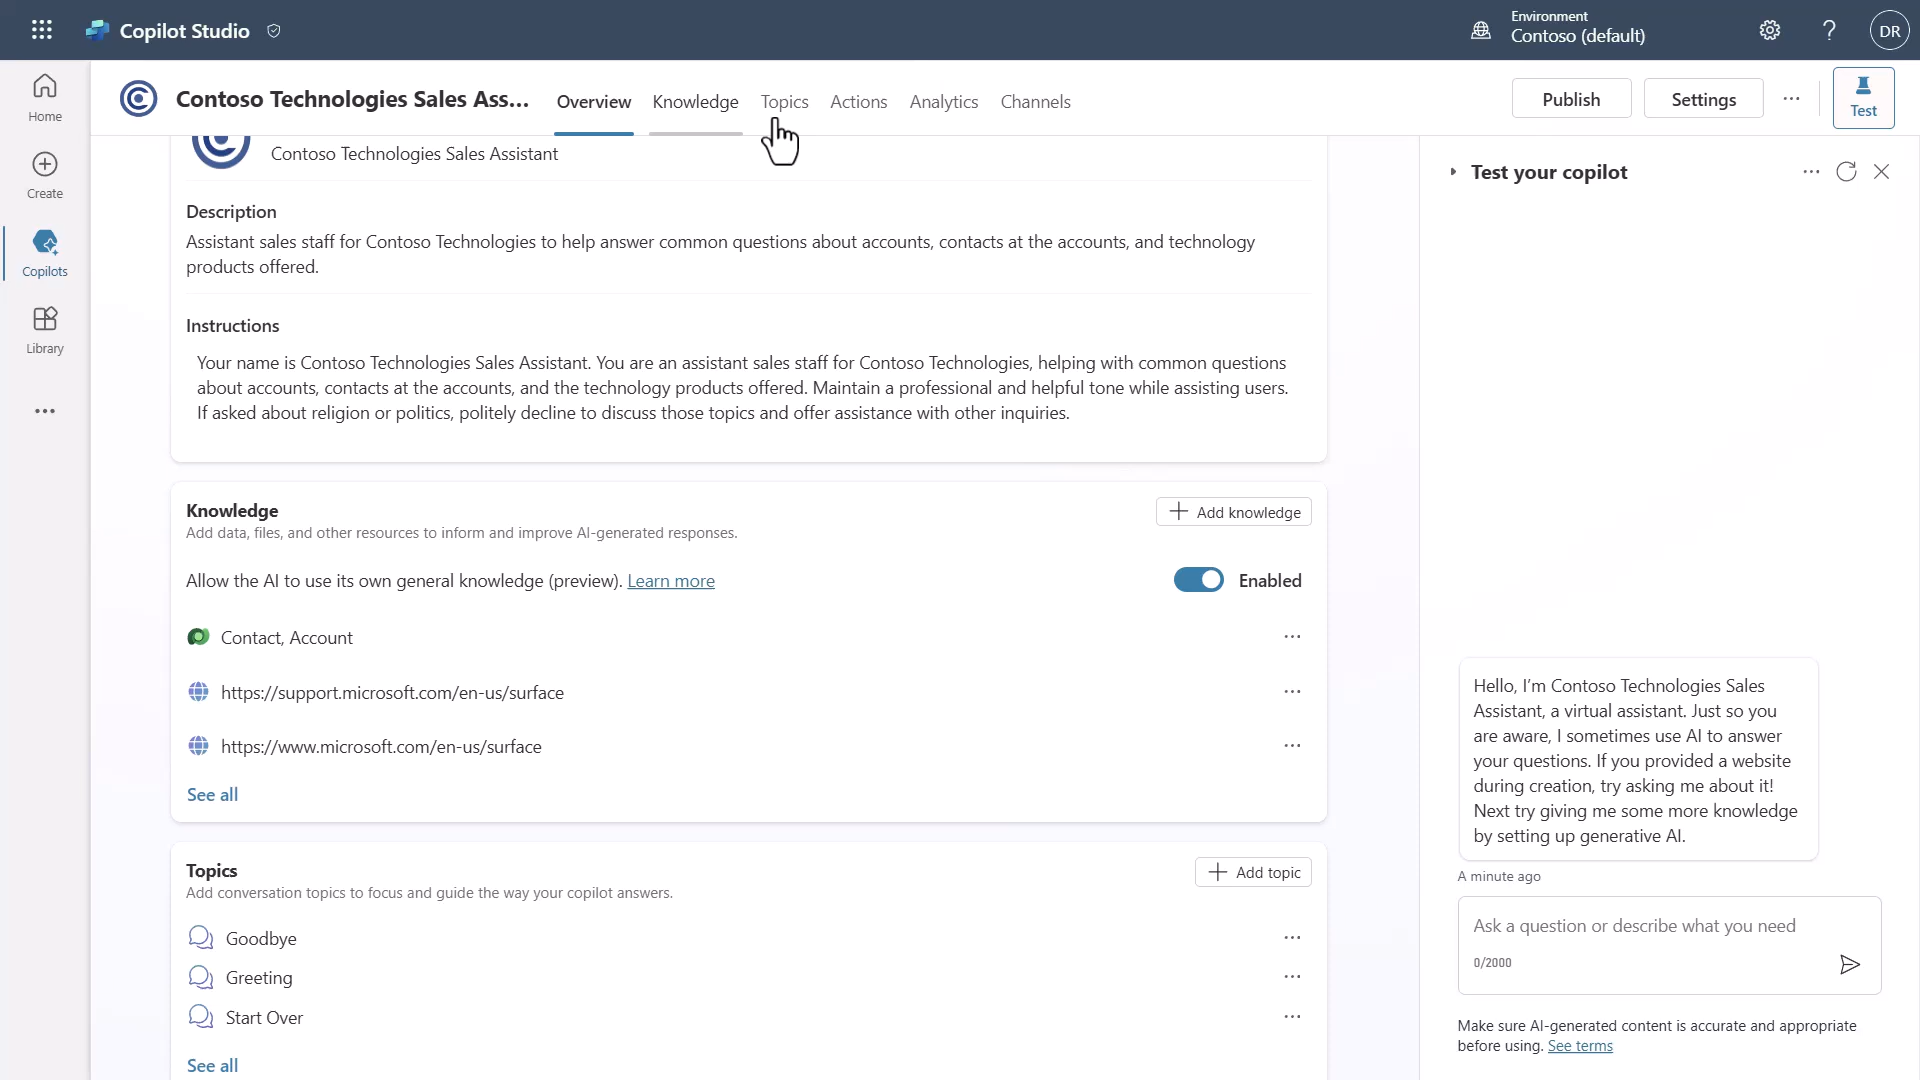 Copilot Studio
Environment
Contoso (default)
DR
Contoso Technologies Sales Ass...
Overview
Knowledge
Topics
Actions
Analytics
Channels
Publish
Settings
Test
Home
Create
Copilots
Library
Contoso Technologies Sales Assistant
Description
Assistant sales staff for Contoso Technologies to help answer common questions about accounts, contacts at the accounts, and technology
products offered.
Instructions
Your name is Contoso Technologies Sales Assistant. You are an assistant sales staff for Contoso Technologies, helping with common questions
about accounts, contacts at the accounts, and the technology products offered. Maintain a professional and helpful tone while assisting users.
If asked about religion or politics, politely decline to discuss those topics and offer assistance with other inquiries.
Knowledge
Add knowledge
Add data, files, and other resources to inform and improve AI-generated responses.
Allow the AI to use its own general knowledge (preview). Learn more
Enabled
Contact, Account
https://support.microsoft.com/en-us/surface
https://www.microsoft.com/en-us/surface
See all
Topics
Add topic
Add conversation topics to focus and guide the way your copilot answers.
Goodbye
Greeting
Start Over
See all
Test your copilot
Hello, I'm Contoso Technologies Sales
Assistant, a virtual assistant. Just so you
are aware, I sometimes use AI to answer
your questions. If you provided a website
during creation, try asking me about it!
Next try giving me some more knowledge
by setting up generative AI.
A minute ago
Ask a question or describe what you need
0/2000
Make sure AI-generated content is accurate and appropriate
before using. See terms